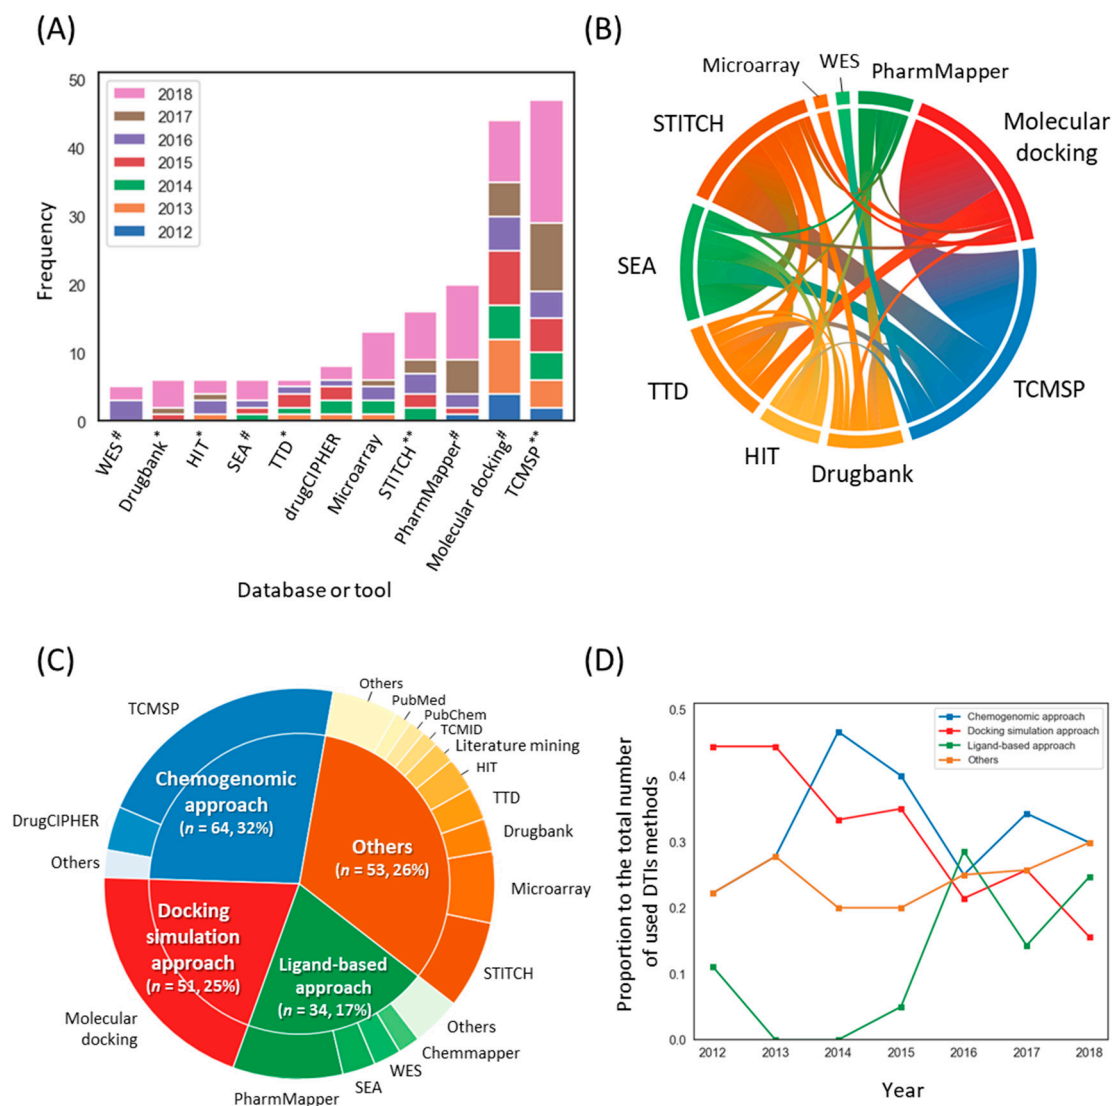 (A)
50
40
30
20
10
0
Frequency
2018
2017
2016
2015
2014
2013
2012
WES #
Drugbank *
HIT *
SEA #
TTD *
drugCIPHER
Microarray
STITCH**
PharmMapper#
Molecular docking#
TCMSP**
Database or tool
(B)
Microarray
WES
PharmMapper
STITCH
Molecular
docking
SEA
TCMSP
TTD
HIT
Drugbank
(C)
Others
PubMed
PubChem
TCMID
Literature mining
HIT
TTD
Drugbank
Microarray
STITCH
Others
Chemmapper
WES
SEA
PharmMapper
Molecular
docking
Others
DrugCIPHER
TCMSP
Chemogenomic
approach
(n = 64, 32%)
Others
(n = 53, 26%)
Docking
simulation
approach
(n = 51, 25%)
Ligand-based
approach
(n = 34, 17%)
(D)
Proportion to the total number
of used DTIs methods
0.5
0.4
0.3
0.2
0.1
0.0
Chemogenomic approach
Docking simulation approach
Ligand-based approach
Others
2012 2013 2014 2015 2016 2017 2018
Year